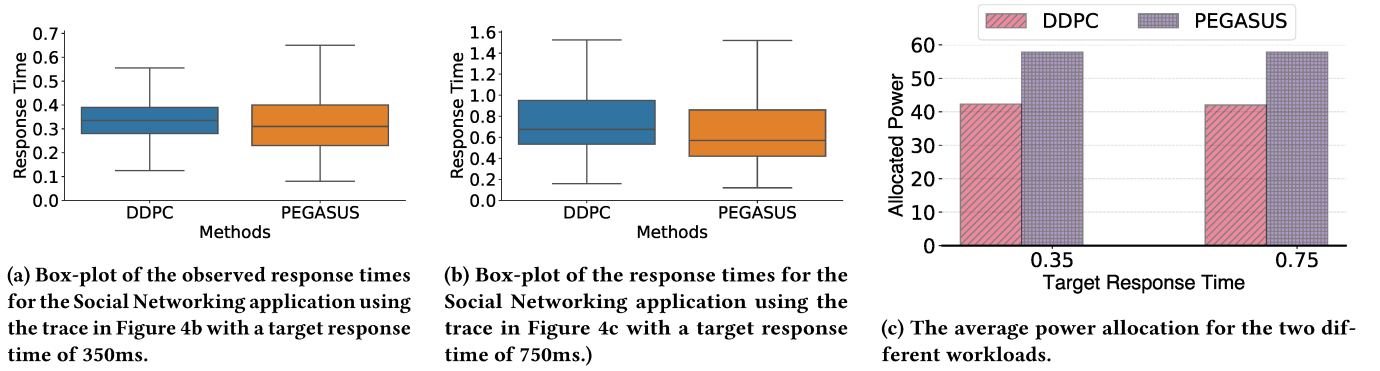 0.7
0.6
0.5
0.4
0.3
0.2
0.1
0.0
Response Time
DDPC
PEGASUS
Methods
(a) Box-plot of the observed response times
for the Social Networking application using
the trace in Figure 4b with a target response
time of 350ms.
1.6
1.4
1.2
1.0
0.8
0.6
0.4
0.2
0.0
Response Time
DDPC
PEGASUS
Methods
(b) Box-plot of the response times for the
Social Networking application using the
trace in Figure 4c with a target response
time of 750ms.)
DDPC
PEGASUS
60
50
40
30
20
10
0
Allocated Power
0.35
0.75
Target Response Time
(c) The average power allocation for the two dif-
ferent workloads.